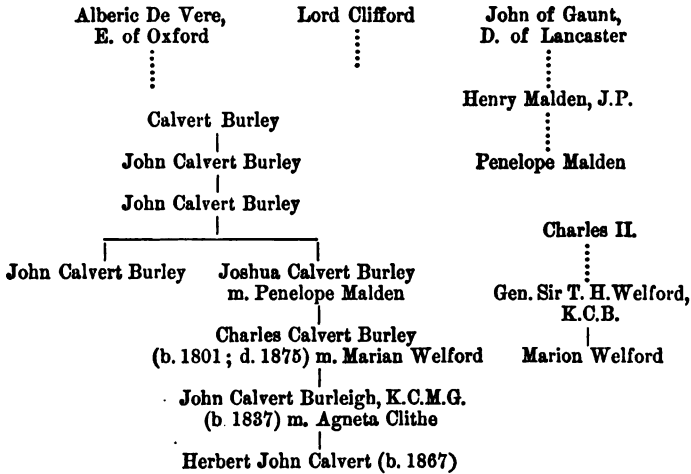 Alberic De Vere,
E. of Oxford
Lord Clifford
John of Gaunt,
D. of Lancaster
Henry Malden, J.P.
Penelope Malden
Calvert Burley
John Calvert Burley
John Calvert Burley
John Calvert Burley
Joshua Calvert Burley
m. Penelope Malden
Charles II.
Gen. Sir T. H. Welford,
K.C.B.
Marion Welford
Charles Calvert Burley
(b. 1801; d. 1875) m. Marian Welford
John Calvert Burleigh, K.C.M.G.
(b. 1837) m. Agneta Clithe
Herbert John Calvert (b. 1867)